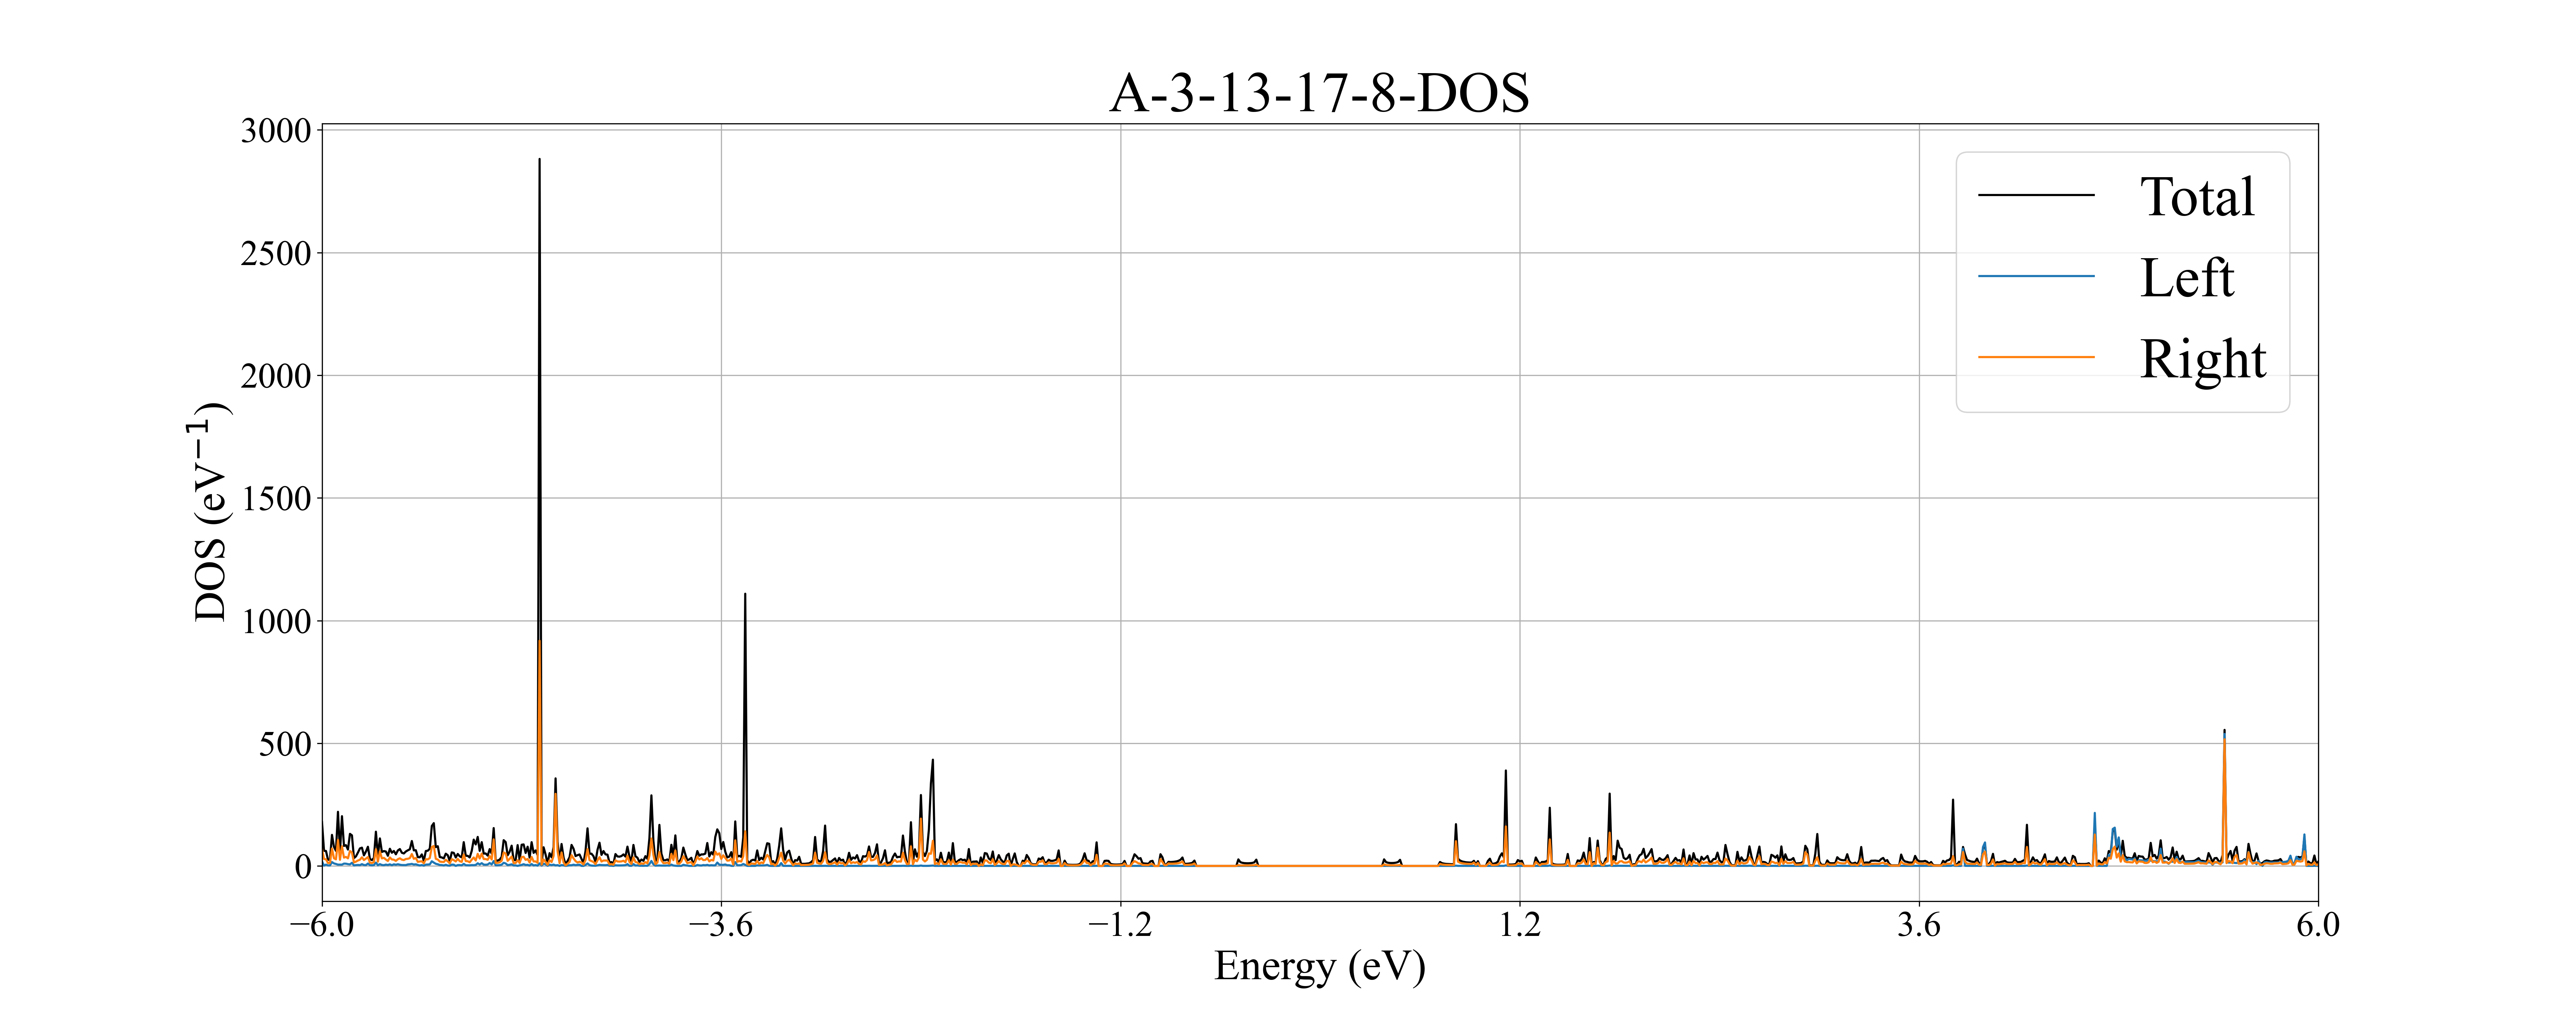 A-3-13-17-8-DOS
3000
2500
2000
1500
1000
500
0
DOS (eV⁻¹)
Total
Left
Right
−6.0
−3.6
−1.2
1.2
3.6
6.0
Energy (eV)